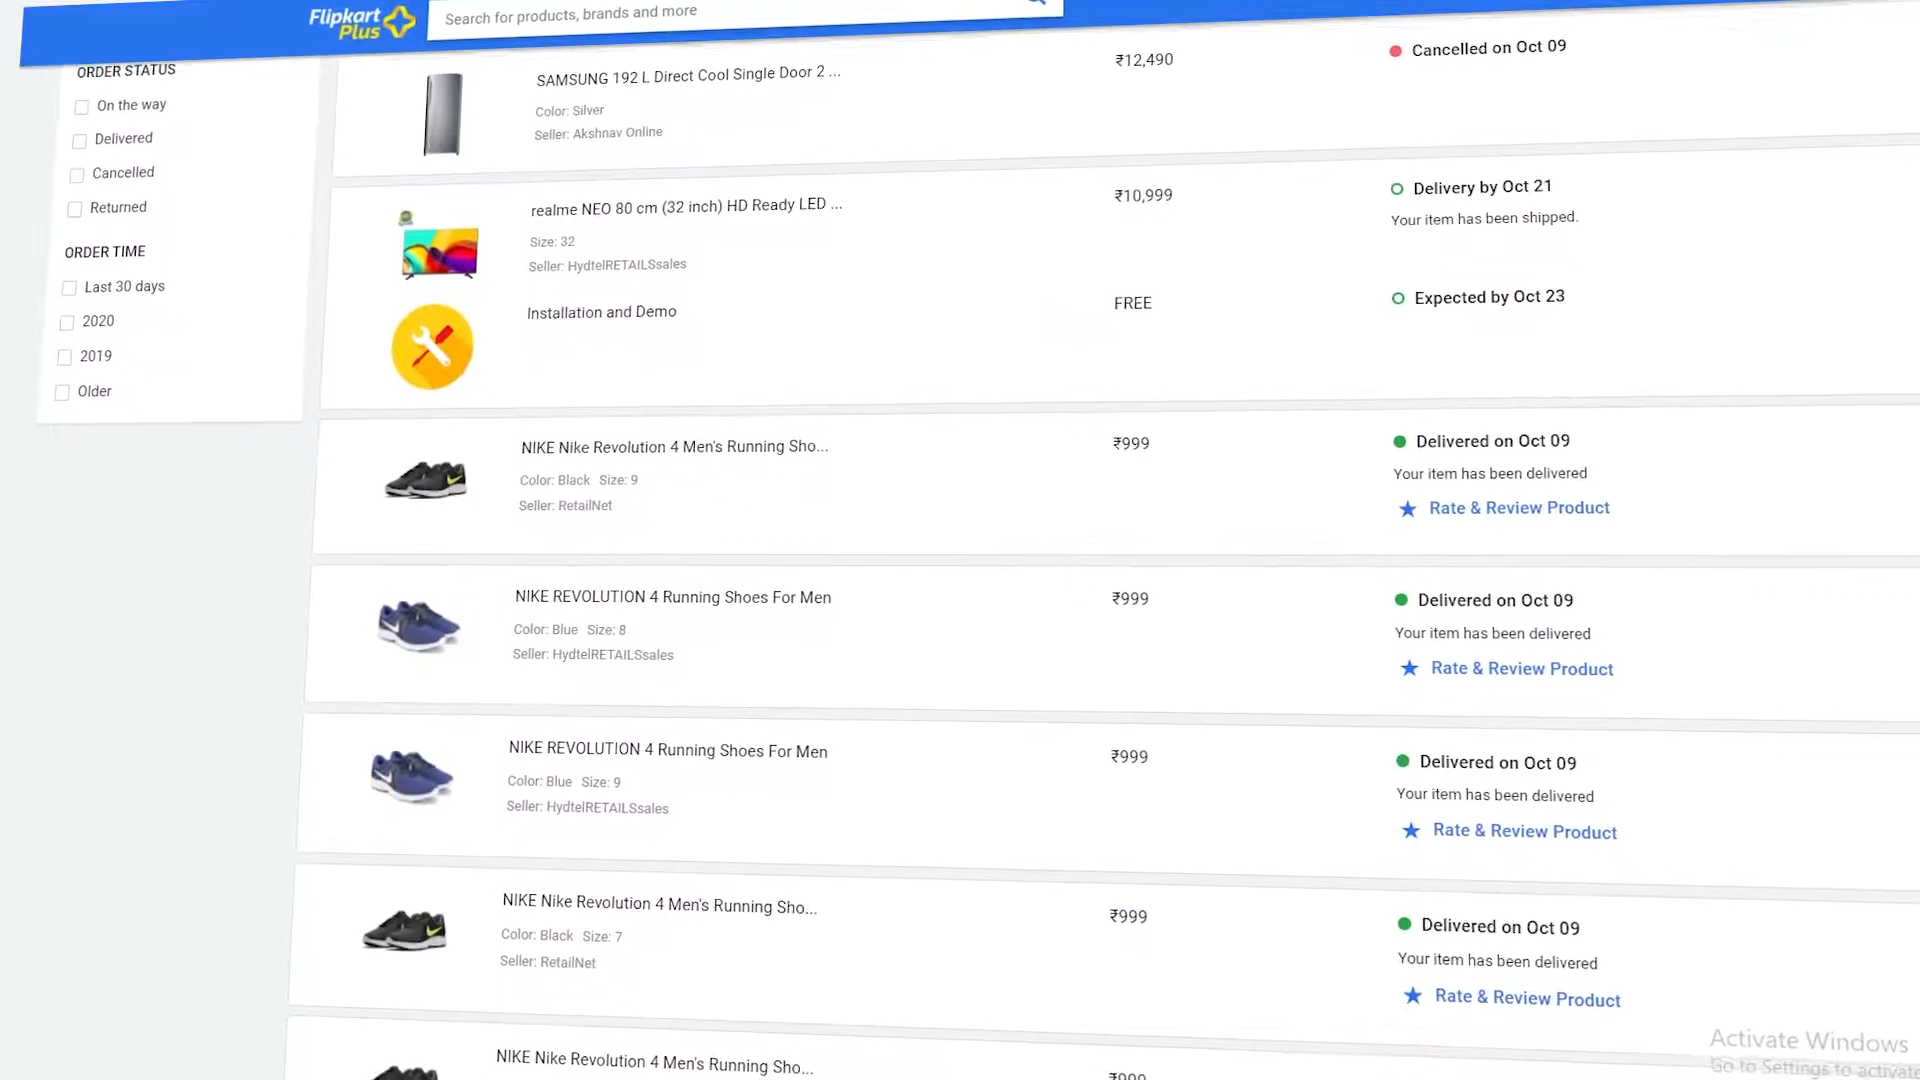 Flipkart
Plus
Search for products, brands and more
ORDER STATUS
On the way
Delivered
Cancelled
Returned
ORDER TIME
Last 30 days
2020
2019
Older
SAMSUNG 192 L Direct Cool Single Door 2 ...
Color: Silver
Seller: Akshnav Online
₹12,490
Cancelled on Oct 09
realme NEO 80 cm (32 inch) HD Ready LED ...
Size: 32
Seller: HydtelRETAILSsales
₹10,999
Delivery by Oct 21
Your item has been shipped.
Installation and Demo
FREE
Expected by Oct 23
NIKE Nike Revolution 4 Men's Running Sho...
Color: Black Size: 9
Seller: RetailNet
₹999
Delivered on Oct 09
Your item has been delivered
Rate & Review Product
NIKE REVOLUTION 4 Running Shoes For Men
Color: Blue Size: 8
Seller: HydtelRETAILSsales
₹999
Delivered on Oct 09
Your item has been delivered
Rate & Review Product
NIKE REVOLUTION 4 Running Shoes For Men
Color: Blue Size: 9
Seller: HydtelRETAILSsales
₹999
Delivered on Oct 09
Your item has been delivered
Rate & Review Product
NIKE Nike Revolution 4 Men's Running Sho...
Color: Black Size: 7
Seller: RetailNet
₹999
Delivered on Oct 09
Your item has been delivered
Rate & Review Product
NIKE Nike Revolution 4 Men's Running Sho...
₹999
Activate Windows
Go to Settings to activate